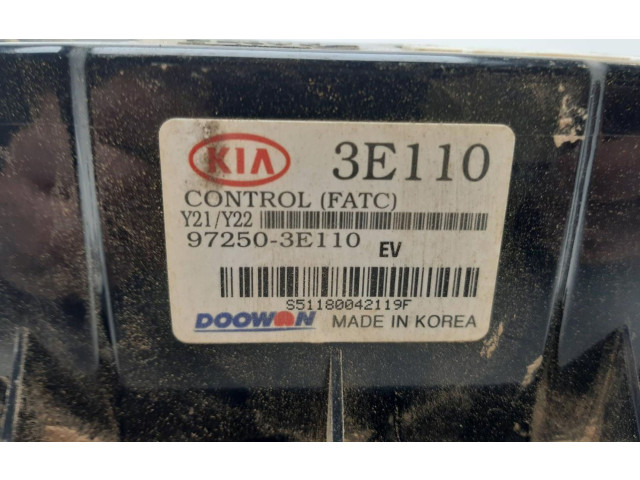 KIA 3E110
CONTROL (FATC)
Y21/Y22
97250-3E110 EV
S51180042119F
DOOWON MADE IN KOREA